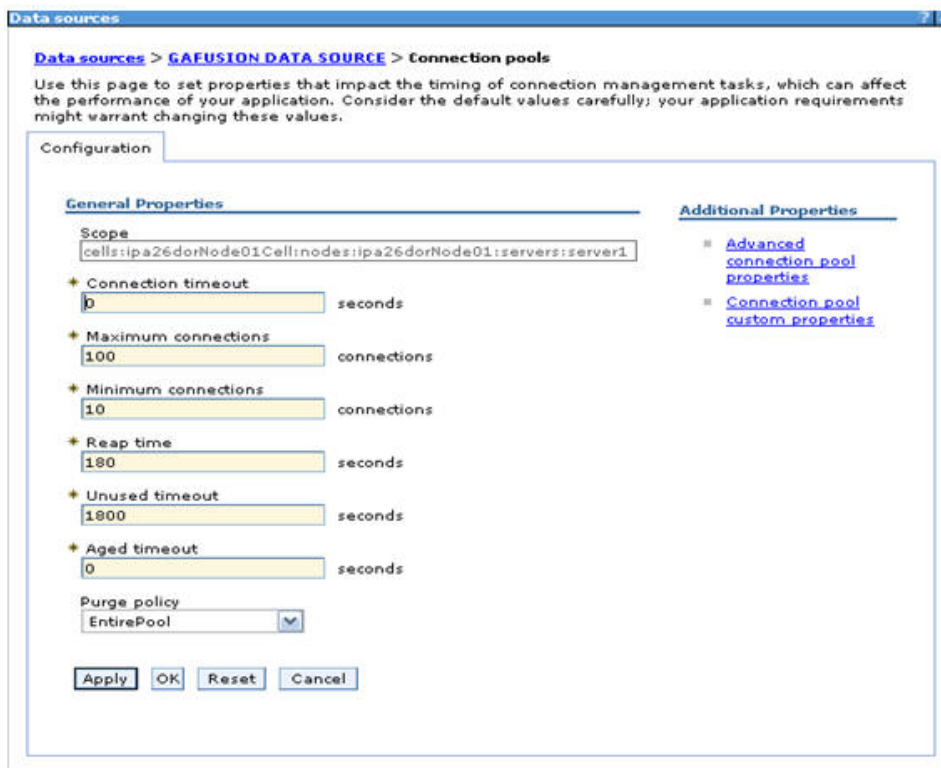 Data sources
?
Data sources > GAFUSION DATA SOURCE > Connection pools
Use this page to set properties that impact the timing of connection management tasks, which can affect
the performance of your application. Consider the default values carefully; your application requirements
might warrant changing these values.
Configuration
General Properties
Scope
cells:ipa26dorNode01Cell:nodes:ipa26dorNode01:servers:server1
* Connection timeout
0 seconds
* Maximum connections
100 connections
* Minimum connections
10 connections
* Reap time
180 seconds
* Unused timeout
1800 seconds
* Aged timeout
0 seconds
Purge policy
EntirePool
Apply OK Reset Cancel
Additional Properties
Advanced
connection pool
properties
Connection pool
custom properties